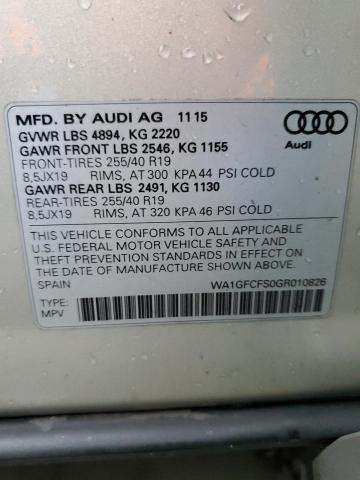 MFD. BY AUDI AG 11 15
GVWR LBS 4894, KG 2220
GAWR FRONT LBS 2546, KG 1155
FRONT-TIRES 255/40 R19
8,5JX19 RIMS, AT 300 KPA 44 PSI COLD
GAWR REAR LBS 2491, KG 1130
REAR-TIRES 255/40 R19
8,5JX19 RIMS, AT 320 KPA 46 PSI COLD
Audi
THIS VEHICLE CONFORMS TO ALL APPLICABLE
U.S. FEDERAL MOTOR VEHICLE SAFETY AND
THEFT PREVENTION STANDARDS IN EFFECT ON
THE DATE OF MANUFACTURE SHOWN ABOVE.
SPAIN WA1GFCFS0GR010826
TYPE:
MPV